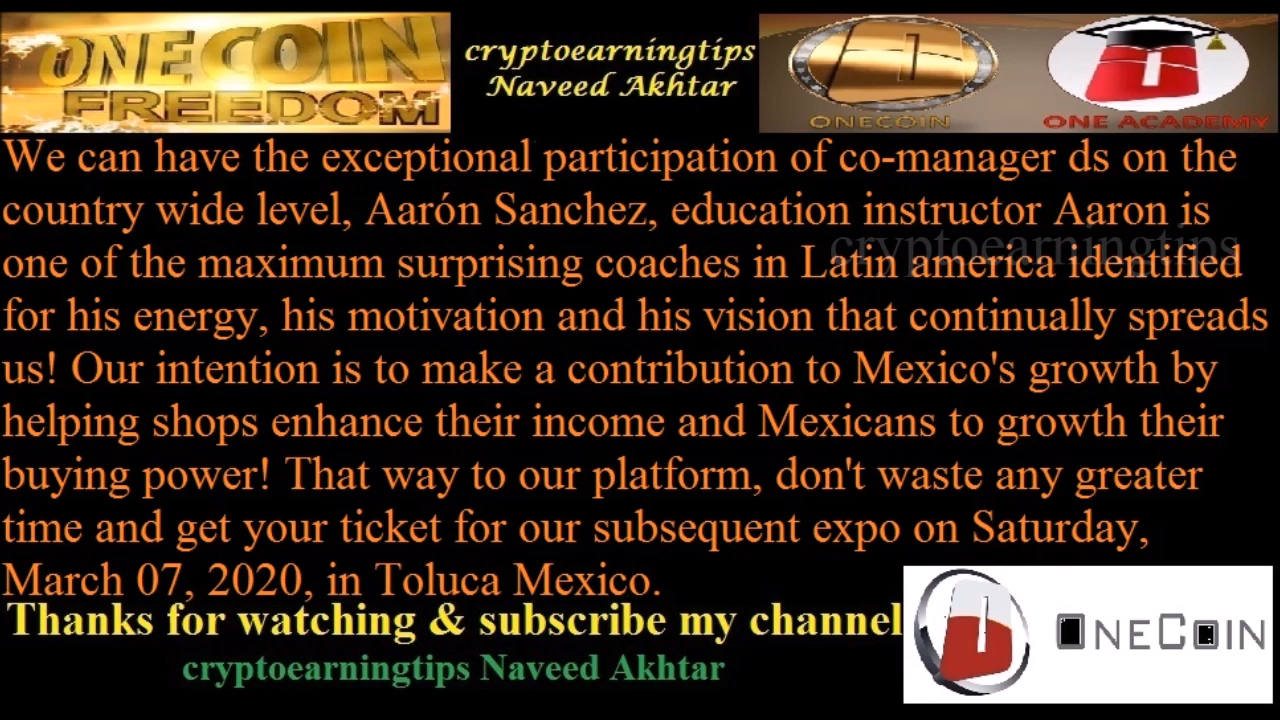 ONE COIN
FREEDOM
cryptoearningtips
Naveed Akhtar
ONECOIN
ONE ACADEMY
We can have the exceptional participation of co-manager ds on the
country wide level, Aarón Sanchez, education instructor Aaron is
cryptoearningtips
one of the maximum surprising coaches in Latin america identified
for his energy, his motivation and his vision that continually spreads
us! Our intention is to make a contribution to Mexico's growth by
helping shops enhance their income and Mexicans to growth their
buying power! That way to our platform, don't waste any greater
time and get your ticket for our subsequent expo on Saturday,
March 07, 2020, in Toluca Mexico.
Thanks for watching & subscribe my channel
cryptoearningtips Naveed Akhtar
ONECOIN